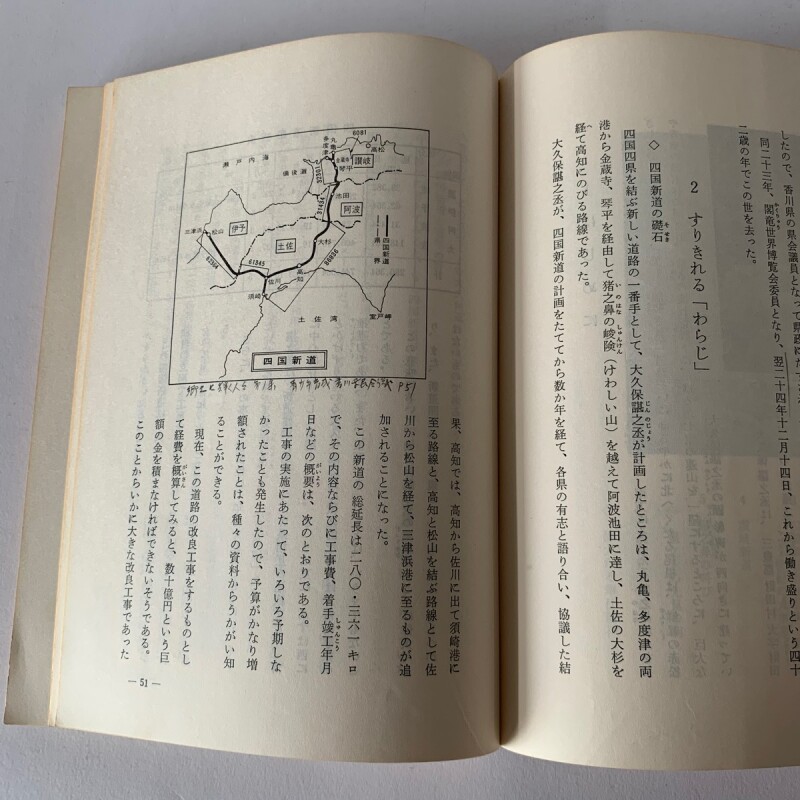 したので、香川県の県会議員となって県政に
同二十三年、閣竜世界博覧会委員となり、翌二十四年十二月十四日、これから働き盛りという四十
二歳の年でこの世を去った。
2 すりきれる「わらじ」
◇ 四国新道の礎石
四国四県を結ぶ新しい道路の一番手として、大久保諶之丞が計画したところは、丸亀、多度津の両
港から金蔵寺、琴平を経由して猪之鼻の峻険(けわしい山)を越えて阿波池田に達し、土佐の大杉を
経て高知にのびる路線であった。
大久保諶之丞が、四国新道の計画をたててから数か年を経て、各県の有志と語り合い、協議した結
瀬戸内海
丸亀
多度津
金蔵寺
琴平
高松
讃岐
6081
備後灘
池田
阿波
三津浜
松山
伊予
土佐
大杉
61545
佐川
高知
須崎
土佐湾
室戸岬
四国新道
県界
四国新道
P51
果、高知では、高知から佐川に出て須崎港に
至る路線と、高知と松山を結ぶ路線として佐
川から松山を経て、三津浜港に至るものが追
加されることになった。
この新道の総延長は二八〇・三六一キロ
で、その内容ならびに工事費、着手竣工年月
日などの概要は、次のとおりである。
工事の実施にあたって、いろいろ予期しな
かったことも発生したので、予算がかなり増
額されたことは、種々の資料からうかがい知
ることができる。
現在、この道路の改良工事をするものとし
て経費を概算してみると、数十億円という巨
額の金を積まなければできないそうである。
このことからいかに大きな改良工事であった
— 51 —